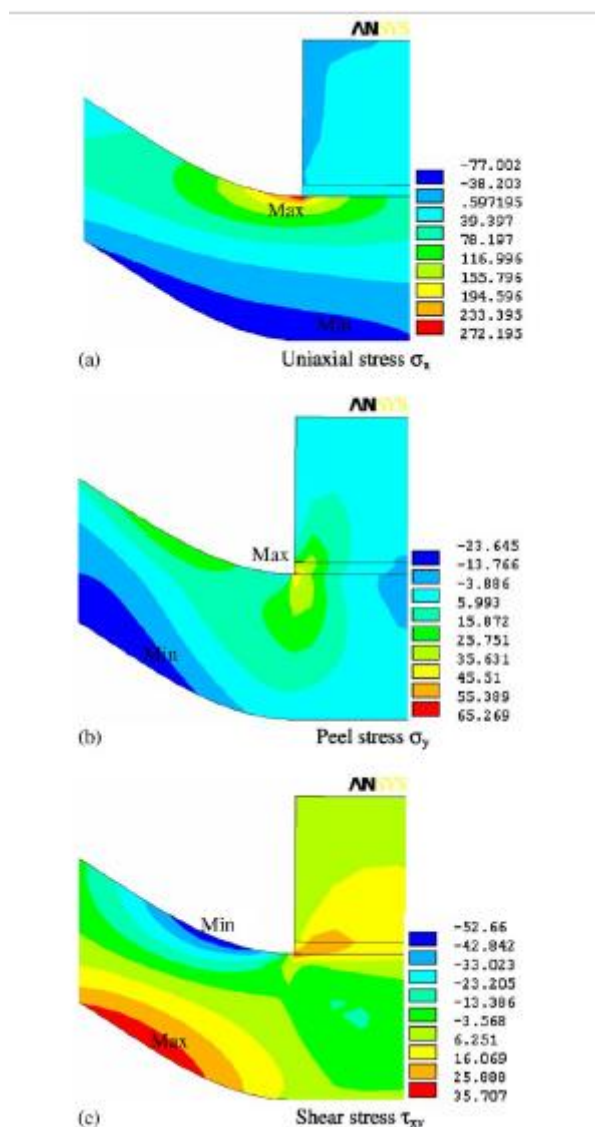 ANSYS
-77.002
-38.203
.597195
39.397
78.197
116.996
155.796
194.596
233.395
272.195
Max
Min
(a) Uniaxial stress σₓ
ANSYS
-23.645
-13.766
-3.886
5.993
15.872
25.751
35.631
45.51
55.389
65.269
Max
Min
(b) Peel stress σy
ANSYS
-52.66
-42.842
-33.023
-23.205
-13.386
-3.568
6.251
16.069
25.888
35.707
Min
Max
(c) Shear stress τxy